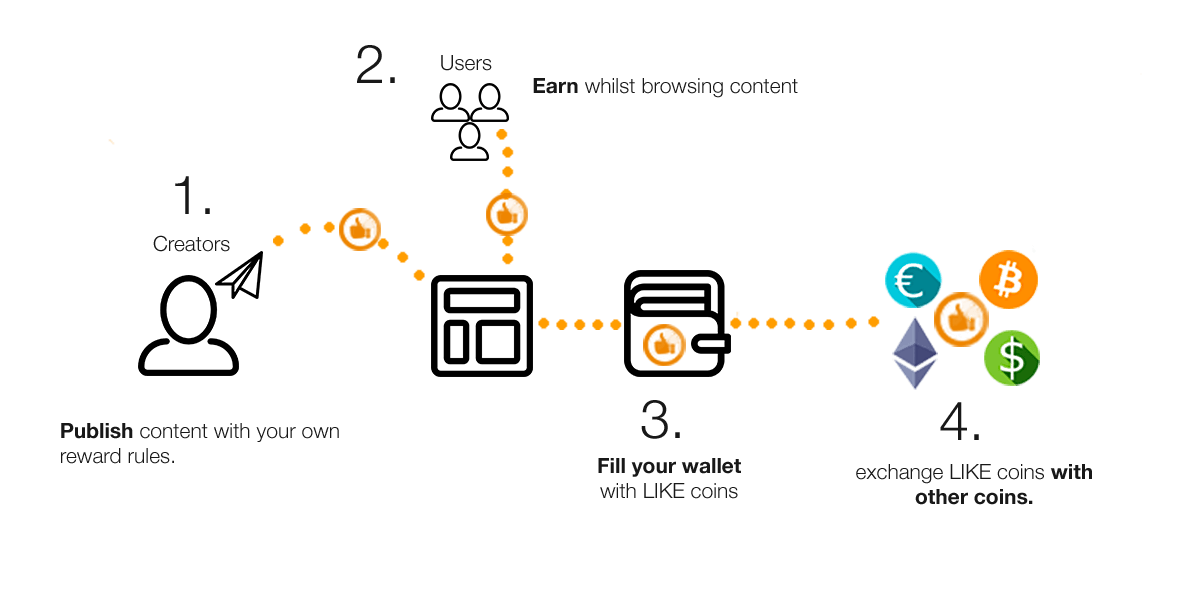 1.
Creators
Publish content with your own
reward rules.
2.
Users
Earn whilst browsing content
3.
Fill your wallet
with LIKE coins
4.
exchange LIKE coins with
other coins.